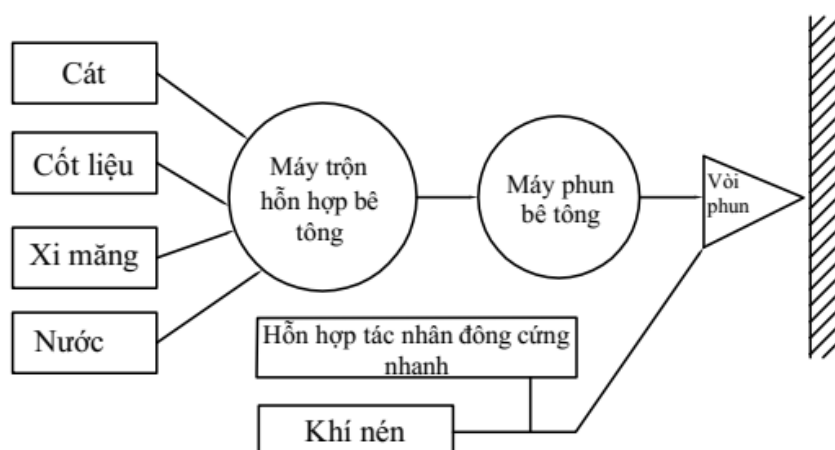 Cát
Cốt liệu
Xi măng
Nước
Máy trộn
hỗn hợp bê
tông
Máy phun
bê tông
Vòi
phun
Hỗn hợp tác nhân đông cứng
nhanh
Khí nén